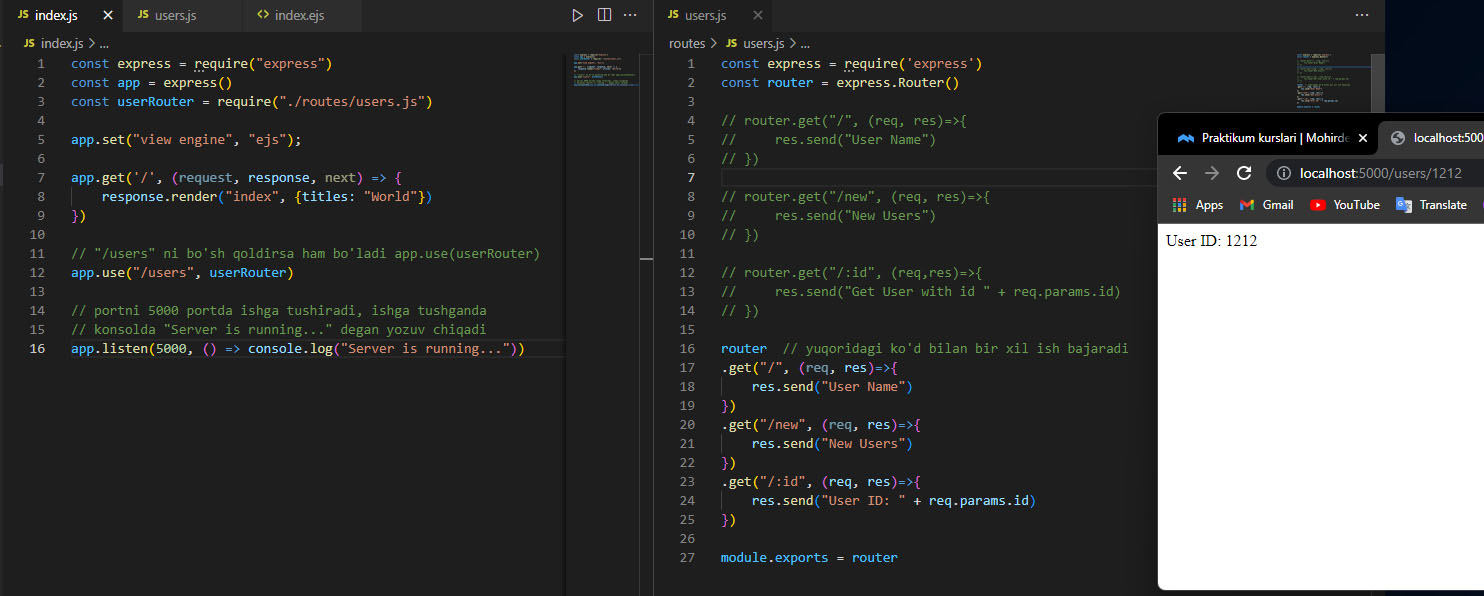 JS index.js
JS users.js
<> index.ejs
JS index.js > ...
1 const express = require("express")
2 const app = express()
3 const userRouter = require("./routes/users.js")
4
5 app.set("view engine", "ejs");
6
7 app.get('/', (request, response, next) => {
8     response.render("index", {titles: "World"})
9 })
10
11 // "/users" ni bo'sh qoldirsa ham bo'ladi app.use(userRouter)
12 app.use("/users", userRouter)
13
14 // portni 5000 portda ishga tushiradi, ishga tushganda
15 // konsolda "Server is running..." degan yozuv chiqadi
16 app.listen(5000, () => console.log("Server is running..."))
JS users.js
routes > JS users.js > ...
1 const express = require('express')
2 const router = express.Router()
3
4 // router.get("/", (req, res)=>{
5 //     res.send("User Name")
6 // })
7
8 // router.get("/new", (req, res)=>{
9 //     res.send("New Users")
10 // })
11
12 // router.get("/:id", (req,res)=>{
13 //     res.send("Get User with id " + req.params.id)
14 // })
15
16 router  // yuqoridagi ko'd bilan bir xil ish bajaradi
17 .get("/", (req, res)=>{
18     res.send("User Name")
19 })
20 .get("/new", (req, res)=>{
21     res.send("New Users")
22 })
23 .get("/:id", (req, res)=>{
24     res.send("User ID: " + req.params.id)
25 })
26
27 module.exports = router
Praktikum kurslari | Mohirde
localhost:500
localhost:5000/users/1212
Apps
Gmail
YouTube
Translate
User ID: 1212